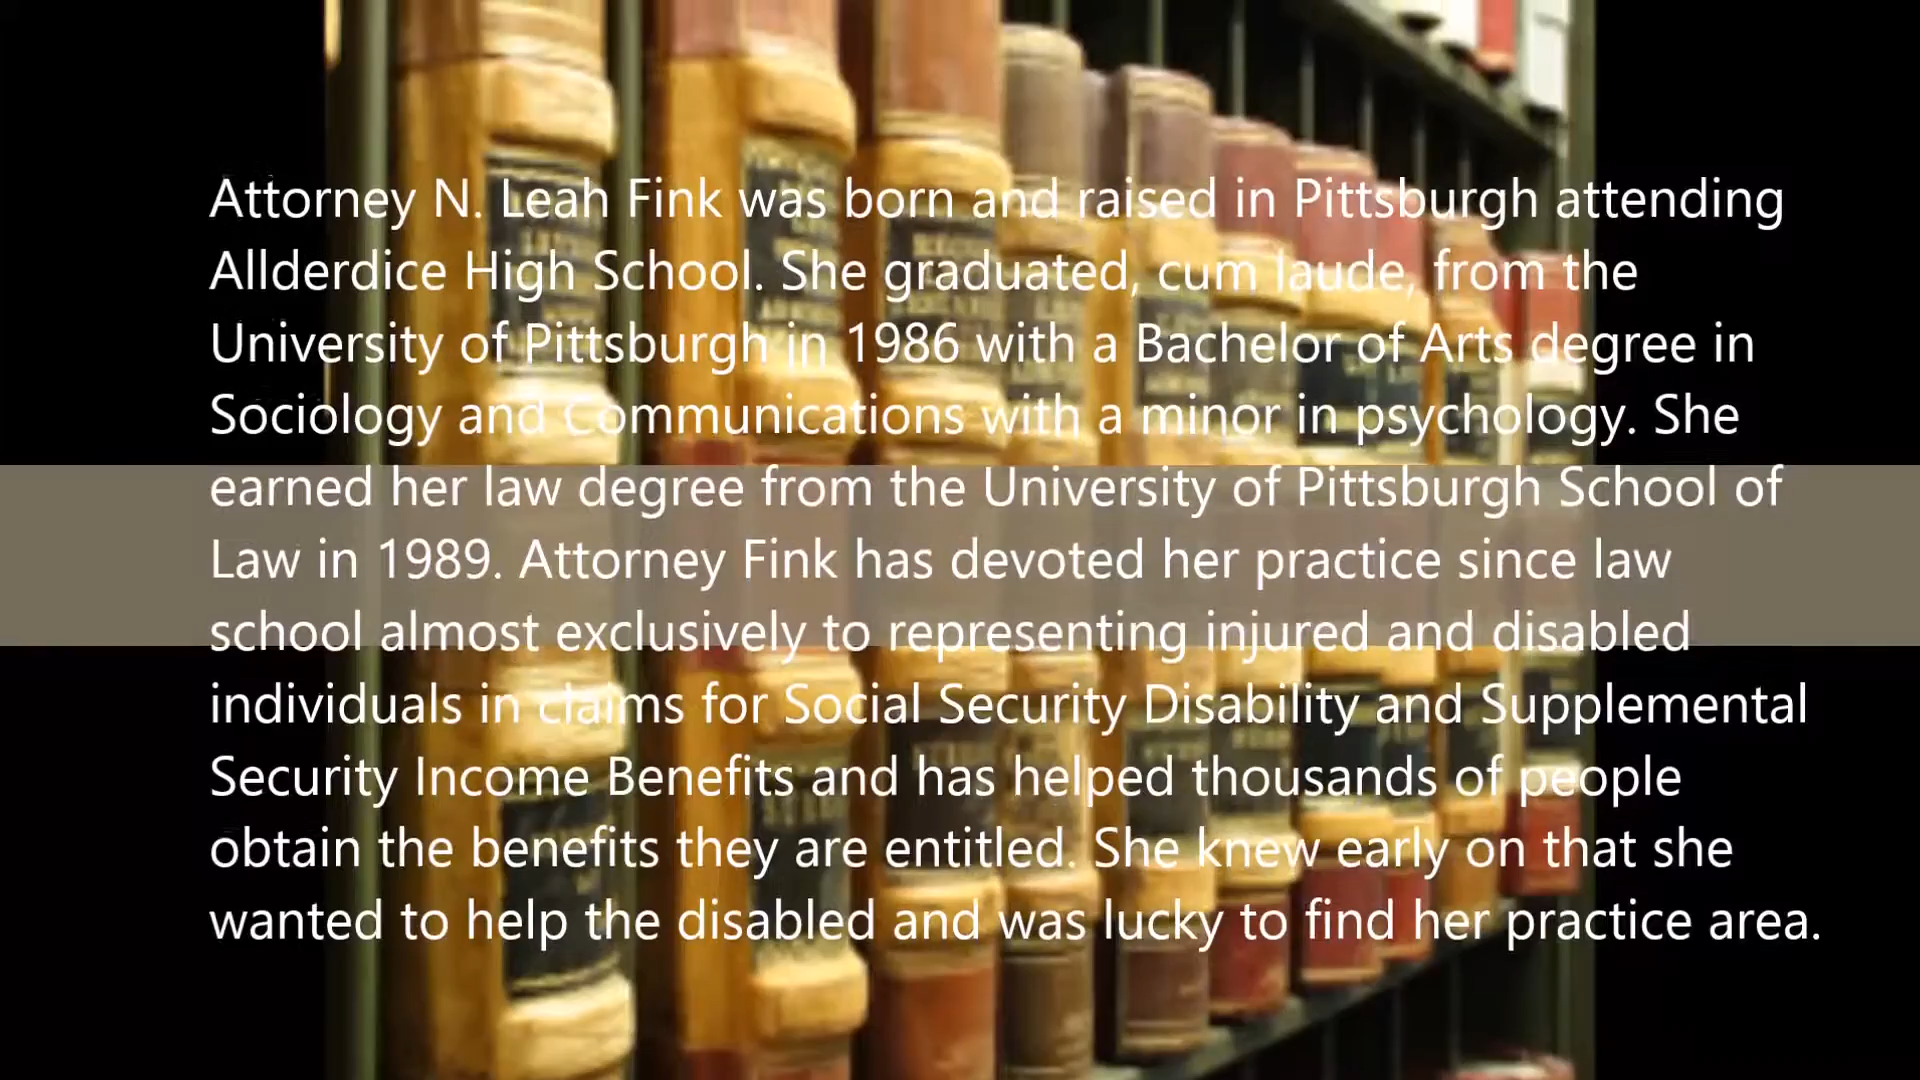 Attorney N. Leah Fink was born and raised in Pittsburgh attending
Allderdice High School. She graduated, cum laude, from the
University of Pittsburgh in 1986 with a Bachelor of Arts degree in
Sociology and Communications with a minor in psychology. She
earned her law degree from the University of Pittsburgh School of
Law in 1989. Attorney Fink has devoted her practice since law
school almost exclusively to representing injured and disabled
individuals in claims for Social Security Disability and Supplemental
Security Income Benefits and has helped thousands of people
obtain the benefits they are entitled. She knew early on that she
wanted to help the disabled and was lucky to find her practice area.